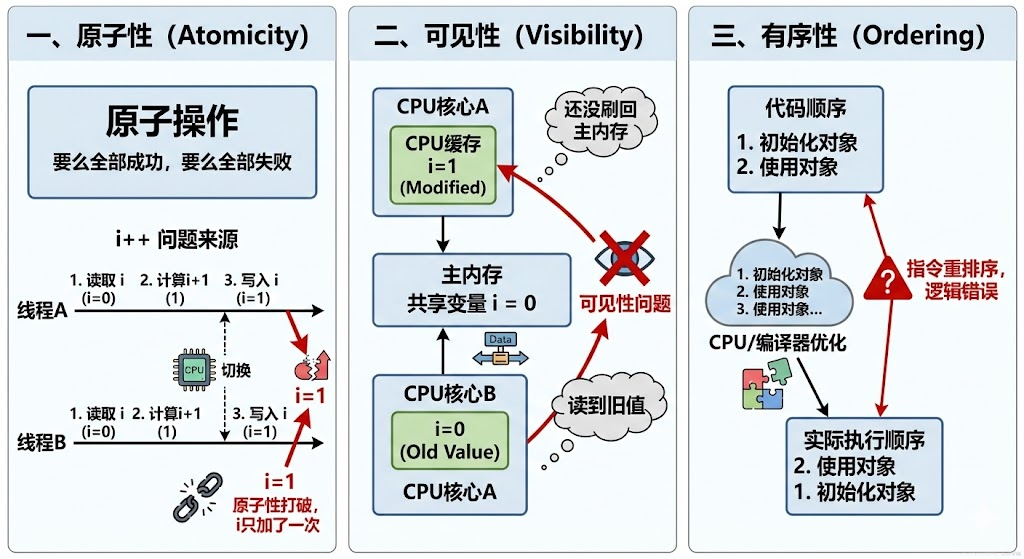 一、原子性（Atomicity）
原子操作
要么全部成功，要么全部失败
i++ 问题来源
1. 读取 i 2. 计算i+1 3. 写入 i
(i=0) (1) (i=1)
线程A
CPU
切换
i=1
1. 读取 i 2. 计算i+1 3. 写入 i
(i=0) (1) (i=1)
线程B
i=1
原子性打破，
i只加了一次
二、可见性（Visibility）
CPU核心A
CPU缓存
i=1
(Modified)
还没刷回
主内存
主内存
共享变量 i = 0
可见性问题
Data
CPU核心B
i=0
(Old Value)
CPU核心A
读到旧值
三、有序性（Ordering）
代码顺序
1. 初始化对象
2. 使用对象
1. 初始化对象
2. 使用对象
3. 使用对象...
CPU/编译器优化
?
指令重排序，
逻辑错误
实际执行顺序
2. 使用对象
1. 初始化对象